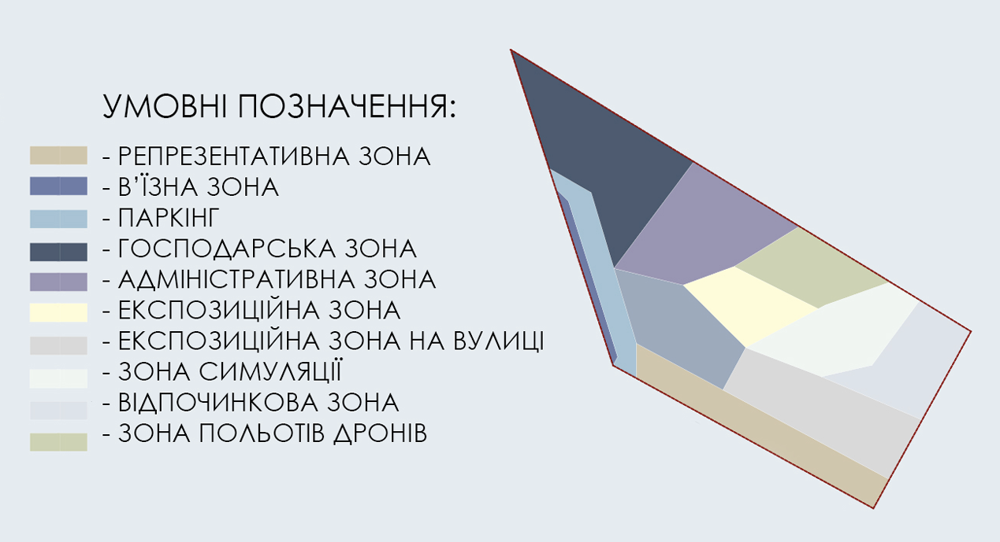 УМОВНІ ПОЗНАЧЕННЯ:
- РЕПРЕЗЕНТАТИВНА ЗОНА
- В’ЇЗНА ЗОНА
- ПАРКІНГ
- ГОСПОДАРСЬКА ЗОНА
- АДМІНІСТРАТИВНА ЗОНА
- ЕКСПОЗИЦІЙНА ЗОНА
- ЕКСПОЗИЦІЙНА ЗОНА НА ВУЛИЦІ
- ЗОНА СИМУЛЯЦІЇ
- ВІДПОЧИНКОВА ЗОНА
- ЗОНА ПОЛЬОТІВ ДРОНІВ